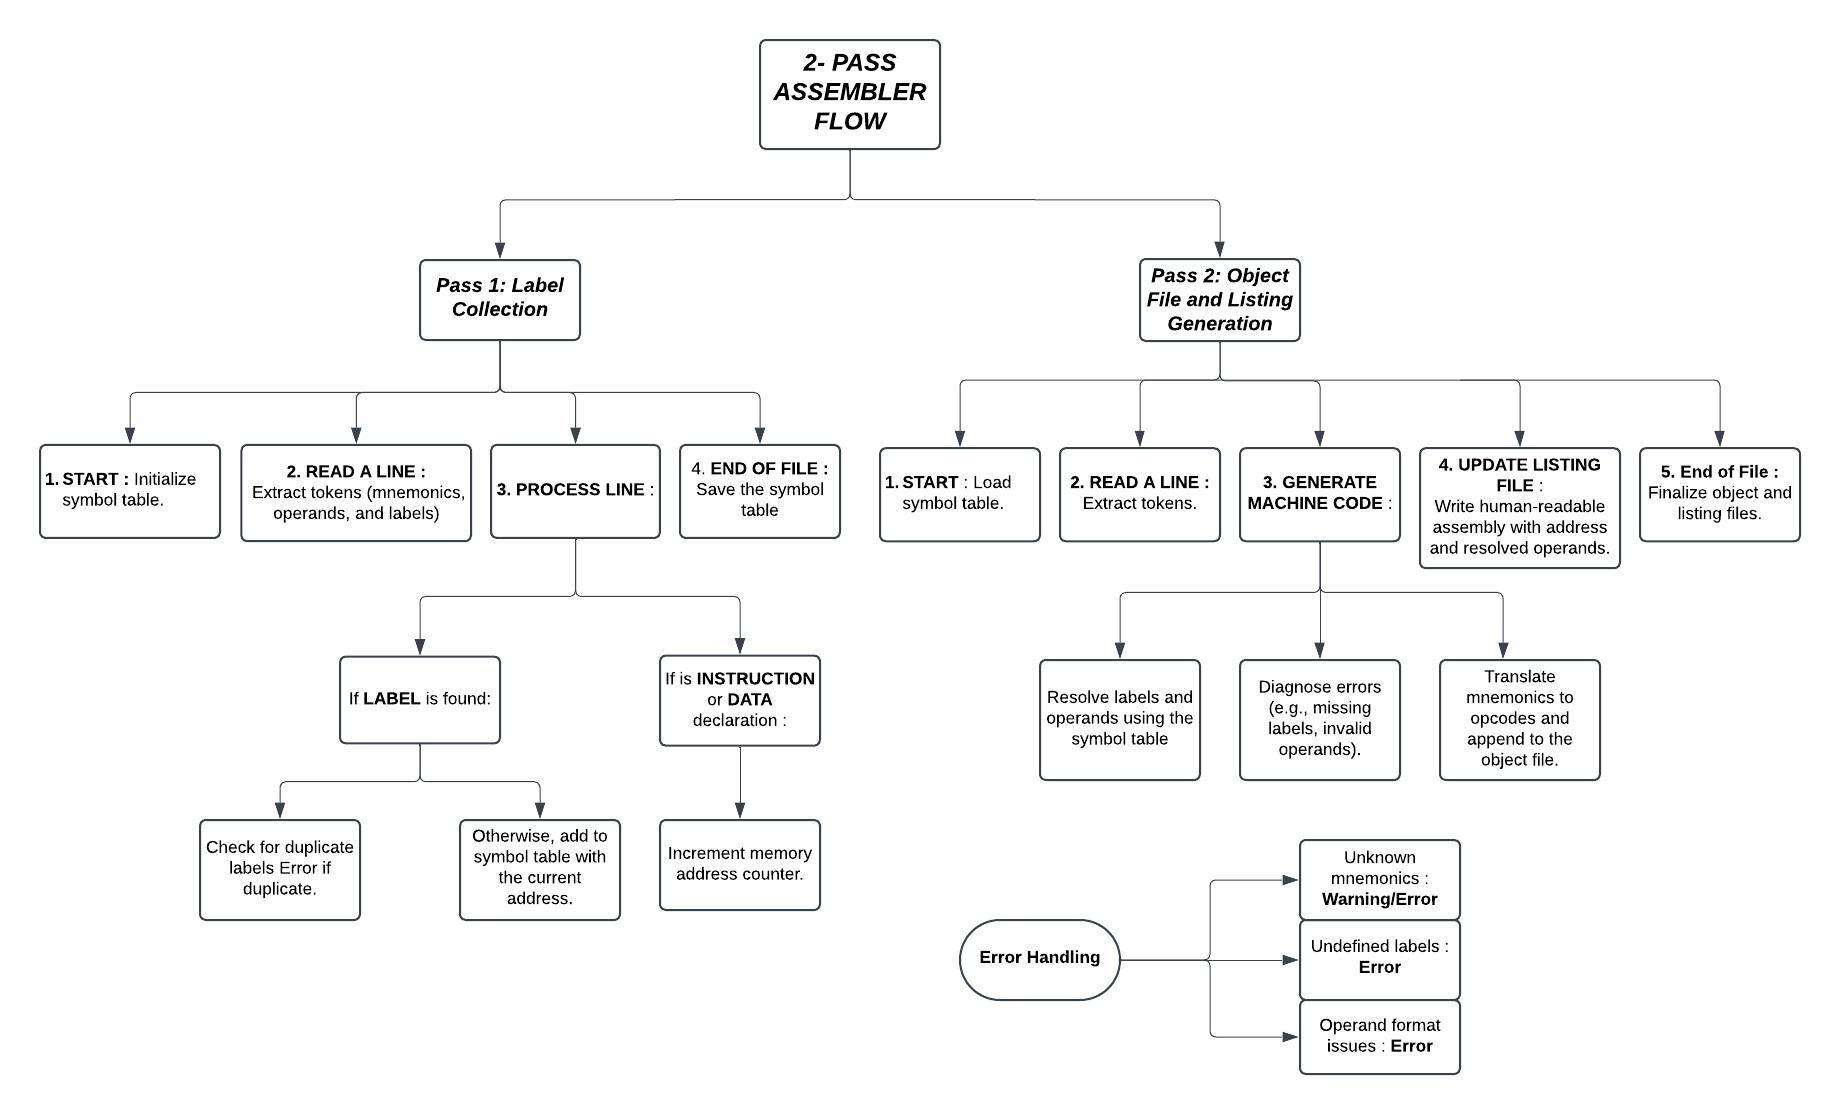 2- PASS
ASSEMBLER
FLOW
Pass 1: Label
Collection
Pass 2: Object
File and Listing
Generation
1. START : Initialize
symbol table.
2. READ A LINE :
Extract tokens (mnemonics,
operands, and labels)
3. PROCESS LINE :
4. END OF FILE :
Save the symbol
table
1. START : Load
symbol table.
2. READ A LINE :
Extract tokens.
3. GENERATE
MACHINE CODE :
4. UPDATE LISTING
FILE :
Write human-readable
assembly with address
and resolved operands.
5. End of File :
Finalize object and
listing files.
If LABEL is found:
If is INSTRUCTION
or DATA
declaration :
Resolve labels and
operands using the
symbol table
Diagnose errors
(e.g., missing
labels, invalid
operands).
Translate
mnemonics to
opcodes and
append to the
object file.
Check for duplicate
labels Error if
duplicate.
Otherwise, add to
symbol table with
the current
address.
Increment memory
address counter.
Error Handling
Unknown
mnemonics :
Warning/Error
Undefined labels :
Error
Operand format
issues : Error